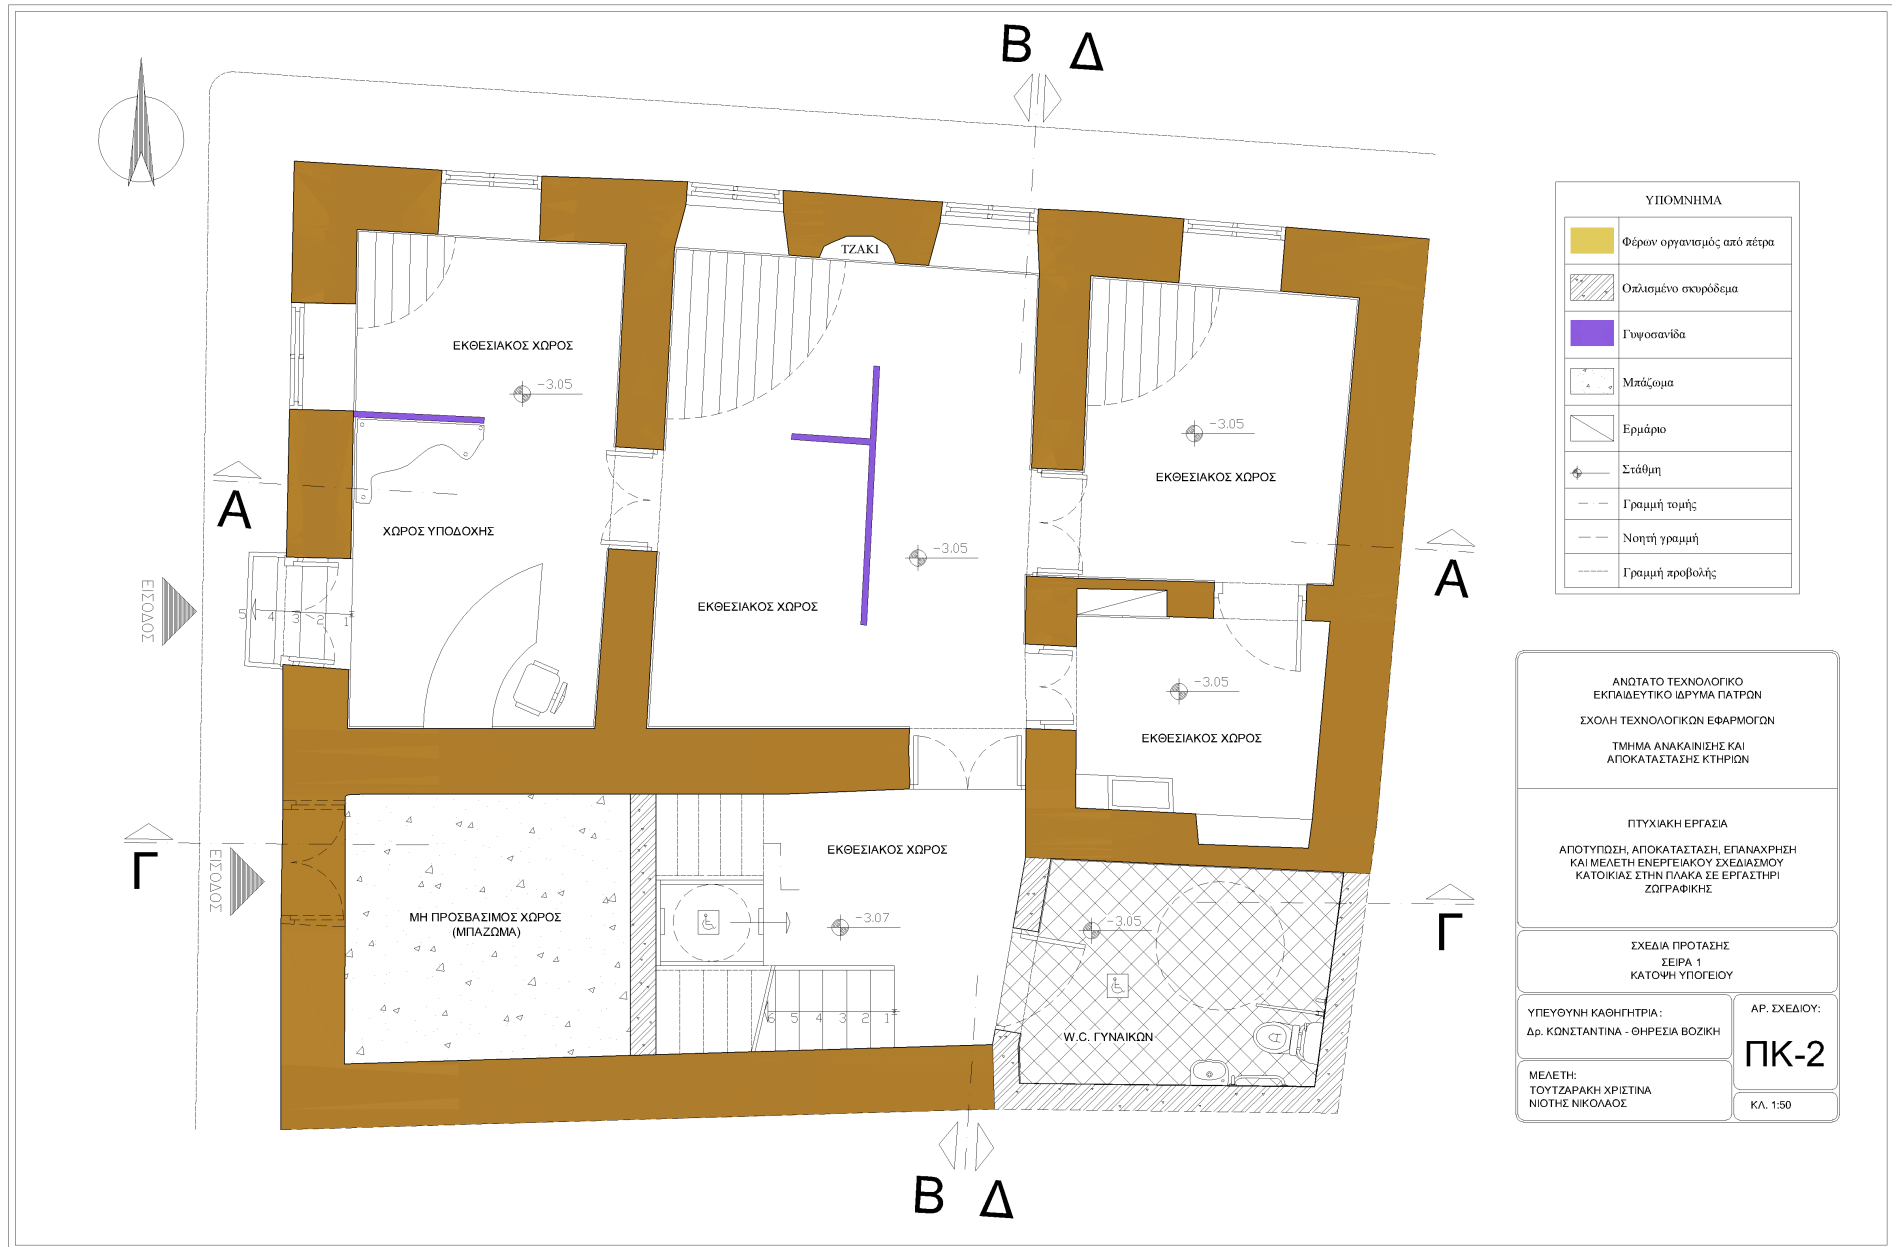 Β Δ
ΤΖΑΚΙ
ΕΚΘΕΣΙΑΚΟΣ ΧΩΡΟΣ
-3.05
-3.05
ΕΚΘΕΣΙΑΚΟΣ ΧΩΡΟΣ
Α
ΧΩΡΟΣ ΥΠΟΔΟΧΗΣ
-3.05
Α
ΕΙΣΟΔΟΣ
5 4 3 2 1
ΕΚΘΕΣΙΑΚΟΣ ΧΩΡΟΣ
-3.05
ΕΚΘΕΣΙΑΚΟΣ ΧΩΡΟΣ
Γ
ΕΙΣΟΔΟΣ
ΕΚΘΕΣΙΑΚΟΣ ΧΩΡΟΣ
ΜΗ ΠΡΟΣΒΑΣΙΜΟΣ ΧΩΡΟΣ
(ΜΠΑΖΩΜΑ)
-3.07
-3.05
Γ
6 5 4 3 2 1
W.C. ΓΥΝΑΙΚΩΝ
Β Δ
ΥΠΟΜΝΗΜΑ
Φέρων οργανισμός από πέτρα
Οπλισμένο σκυρόδεμα
Γυψοσανίδα
Μπάζωμα
Ερμάριο
Στάθμη
Γραμμή τομής
Νοητή γραμμή
Γραμμή προβολής
ΑΝΩΤΑΤΟ ΤΕΧΝΟΛΟΓΙΚΟ
ΕΚΠΑΙΔΕΥΤΙΚΟ ΙΔΡΥΜΑ ΠΑΤΡΩΝ
ΣΧΟΛΗ ΤΕΧΝΟΛΟΓΙΚΩΝ ΕΦΑΡΜΟΓΩΝ
ΤΜΗΜΑ ΑΝΑΚΑΙΝΙΣΗΣ ΚΑΙ
ΑΠΟΚΑΤΑΣΤΑΣΗΣ ΚΤΗΡΙΩΝ
ΠΤΥΧΙΑΚΗ ΕΡΓΑΣΙΑ
ΑΠΟΤΥΠΩΣΗ, ΑΠΟΚΑΤΑΣΤΑΣΗ, ΕΠΑΝΑΧΡΗΣΗ
ΚΑΙ ΜΕΛΕΤΗ ΕΝΕΡΓΕΙΑΚΟΥ ΣΧΕΔΙΑΣΜΟΥ
ΚΑΤΟΙΚΙΑΣ ΣΤΗΝ ΠΛΑΚΑ ΣΕ ΕΡΓΑΣΤΗΡΙ
ΖΩΓΡΑΦΙΚΗΣ
ΣΧΕΔΙΑ ΠΡΟΤΑΣΗΣ
ΣΕΙΡΑ 1
ΚΑΤΟΨΗ ΥΠΟΓΕΙΟΥ
ΥΠΕΥΘΥΝΗ ΚΑΘΗΓΗΤΡΙΑ :
Δρ. ΚΩΝΣΤΑΝΤΙΝΑ - ΘΗΡΕΣΙΑ ΒΟΖΙΚΗ
ΜΕΛΕΤΗ:
ΤΟΥΤΖΑΡΑΚΗ ΧΡΙΣΤΙΝΑ
ΝΙΟΤΗΣ ΝΙΚΟΛΑΟΣ
ΑΡ. ΣΧΕΔΙΟΥ:
ΠΚ-2
ΚΛ. 1:50